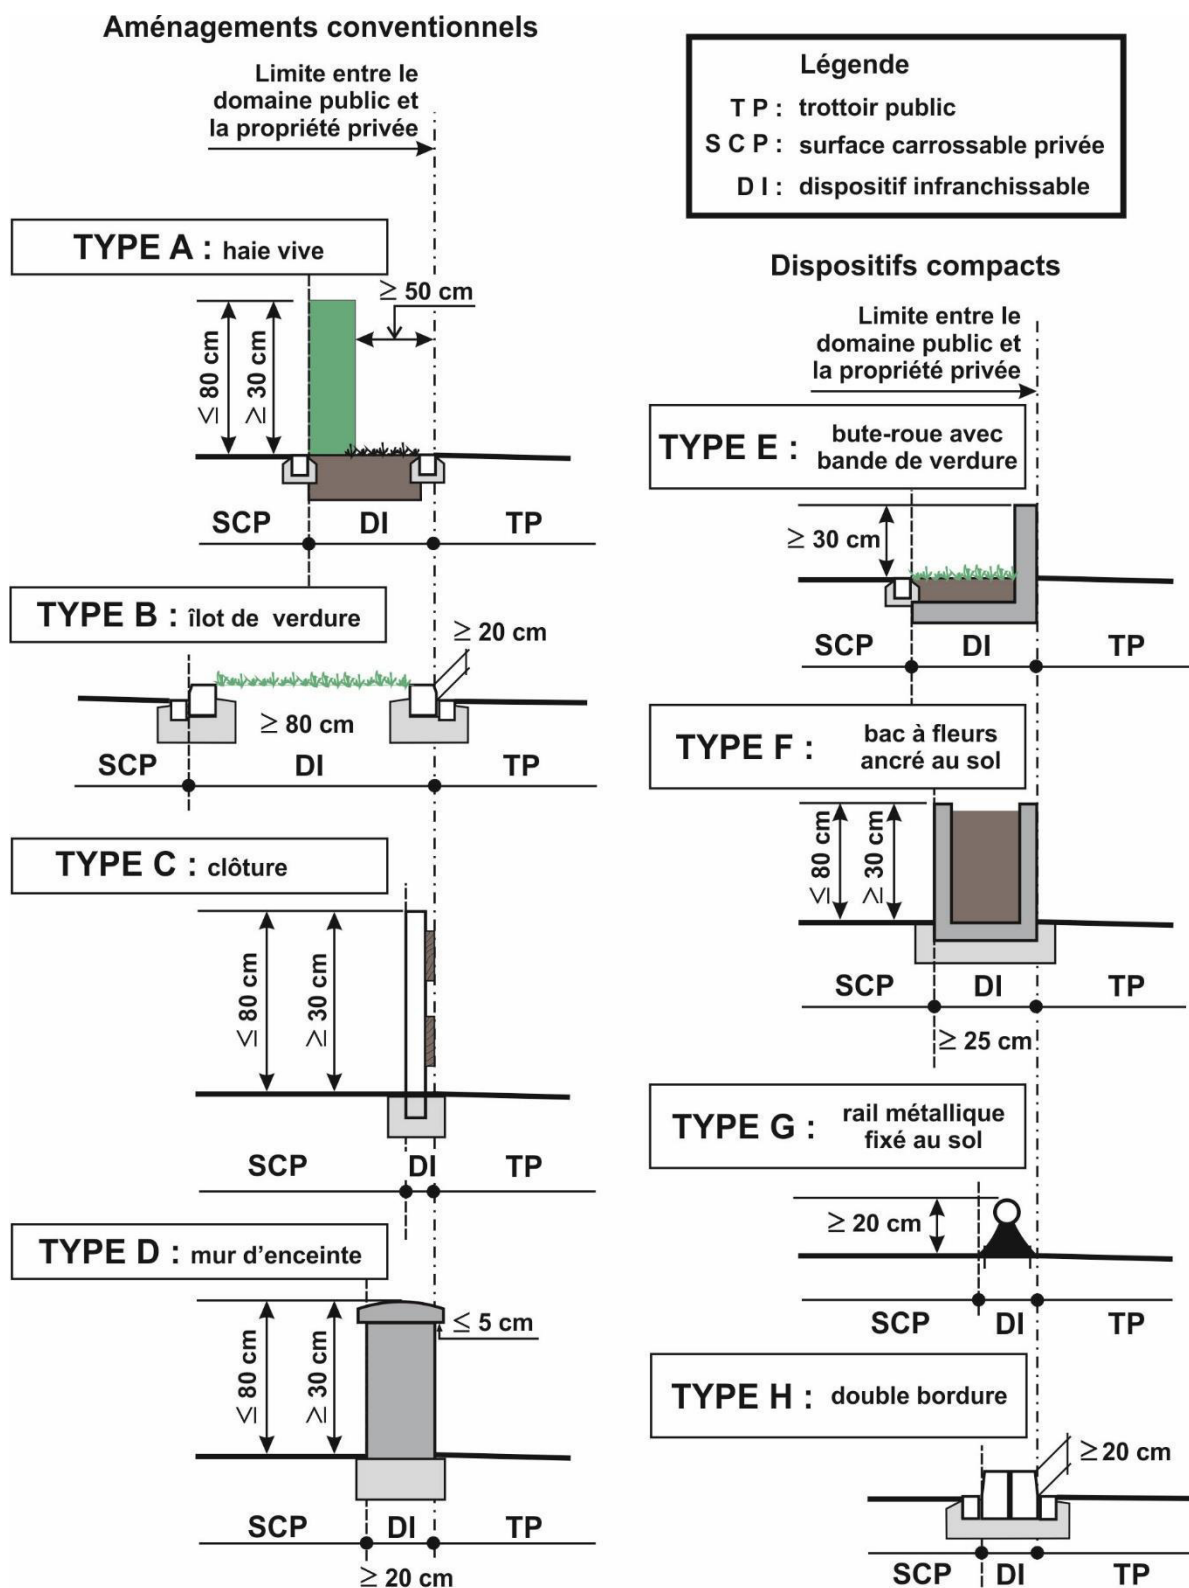 Aménagements conventionnels
Limite entre le
domaine public et
la propriété privée
TYPE A : haie vive
≥ 50 cm
≤ 80 cm
≥ 30 cm
SCP DI TP
TYPE B : îlot de verdure
≥ 20 cm
≥ 80 cm
SCP DI TP
TYPE C : clôture
≤ 80 cm
≥ 30 cm
SCP DI TP
TYPE D : mur d'enceinte
≤ 5 cm
≤ 80 cm
≥ 30 cm
SCP DI TP
≥ 20 cm
Légende
T P : trottoir public
S C P : surface carrossable privée
D I : dispositif infranchissable
Dispositifs compacts
Limite entre le
domaine public et
la propriété privée
TYPE E : bute-roue avec
bande de verdure
≥ 30 cm
SCP DI TP
TYPE F : bac à fleurs
ancré au sol
≤ 80 cm
≥ 30 cm
SCP DI TP
≥ 25 cm
TYPE G : rail métallique
fixé au sol
≥ 20 cm
SCP DI TP
TYPE H : double bordure
≥ 20 cm
SCP DI TP